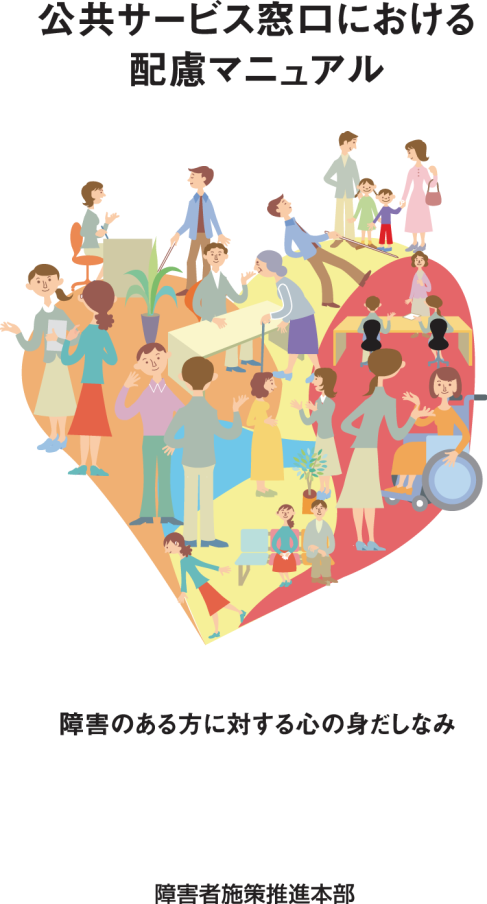 公共サービス窓口における
配慮マニュアル
障害のある方に対する心の身だしなみ
障害者施策推進本部